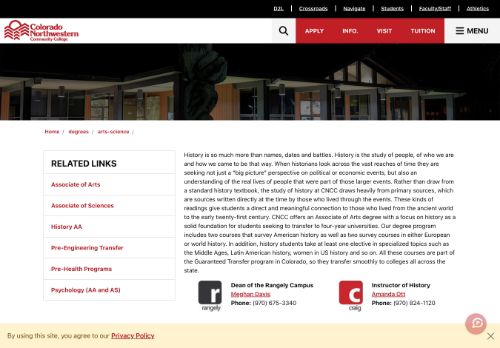 D2L
Crossroads
Navigate
Students
Faculty/Staff
Athletics
Colorado
Northwestern
Community College
APPLY
INFO.
VISIT
TUITION
MENU
Home / degrees / arts-science /
RELATED LINKS
Associate of Arts
Associate of Sciences
History AA
Pre-Engineering Transfer
Pre-Health Programs
Psychology (AA and AS)
History is so much more than names, dates and battles. History is the study of people, of who we are
and how we came to be that way. When historians look across the vast reaches of time they are
seeking not just a "big picture" perspective on political or economic events, but also an
understanding of the real lives of people that were part of those larger events. Rather than draw from
a standard history textbook, the study of history at CNCC draws heavily from primary sources, which
are sources written directly at the time by those who lived through the events. These kinds of
readings give students a direct and meaningful connection to those who lived from the ancient world
to the early twenty-first century. CNCC offers an Associate of Arts degree with a focus on history as a
solid foundation for students seeking to transfer to four-year universities. Our degree program
includes two courses that survey American history as well as two survey courses in either European
or world history. In addition, history students take at least one elective in specialized topics such as
the Middle Ages, Latin American history, women in US history and so on. All these courses are part of
the Guaranteed Transfer program in Colorado, so they transfer smoothly to colleges all across the
state.
r
rangely
Dean of the Rangely Campus
Meghan Davis
Phone: (970) 675-3340
c
craig
Instructor of History
Amanda Ott
Phone: (970) 824-1120
By using this site, you agree to our Privacy Policy